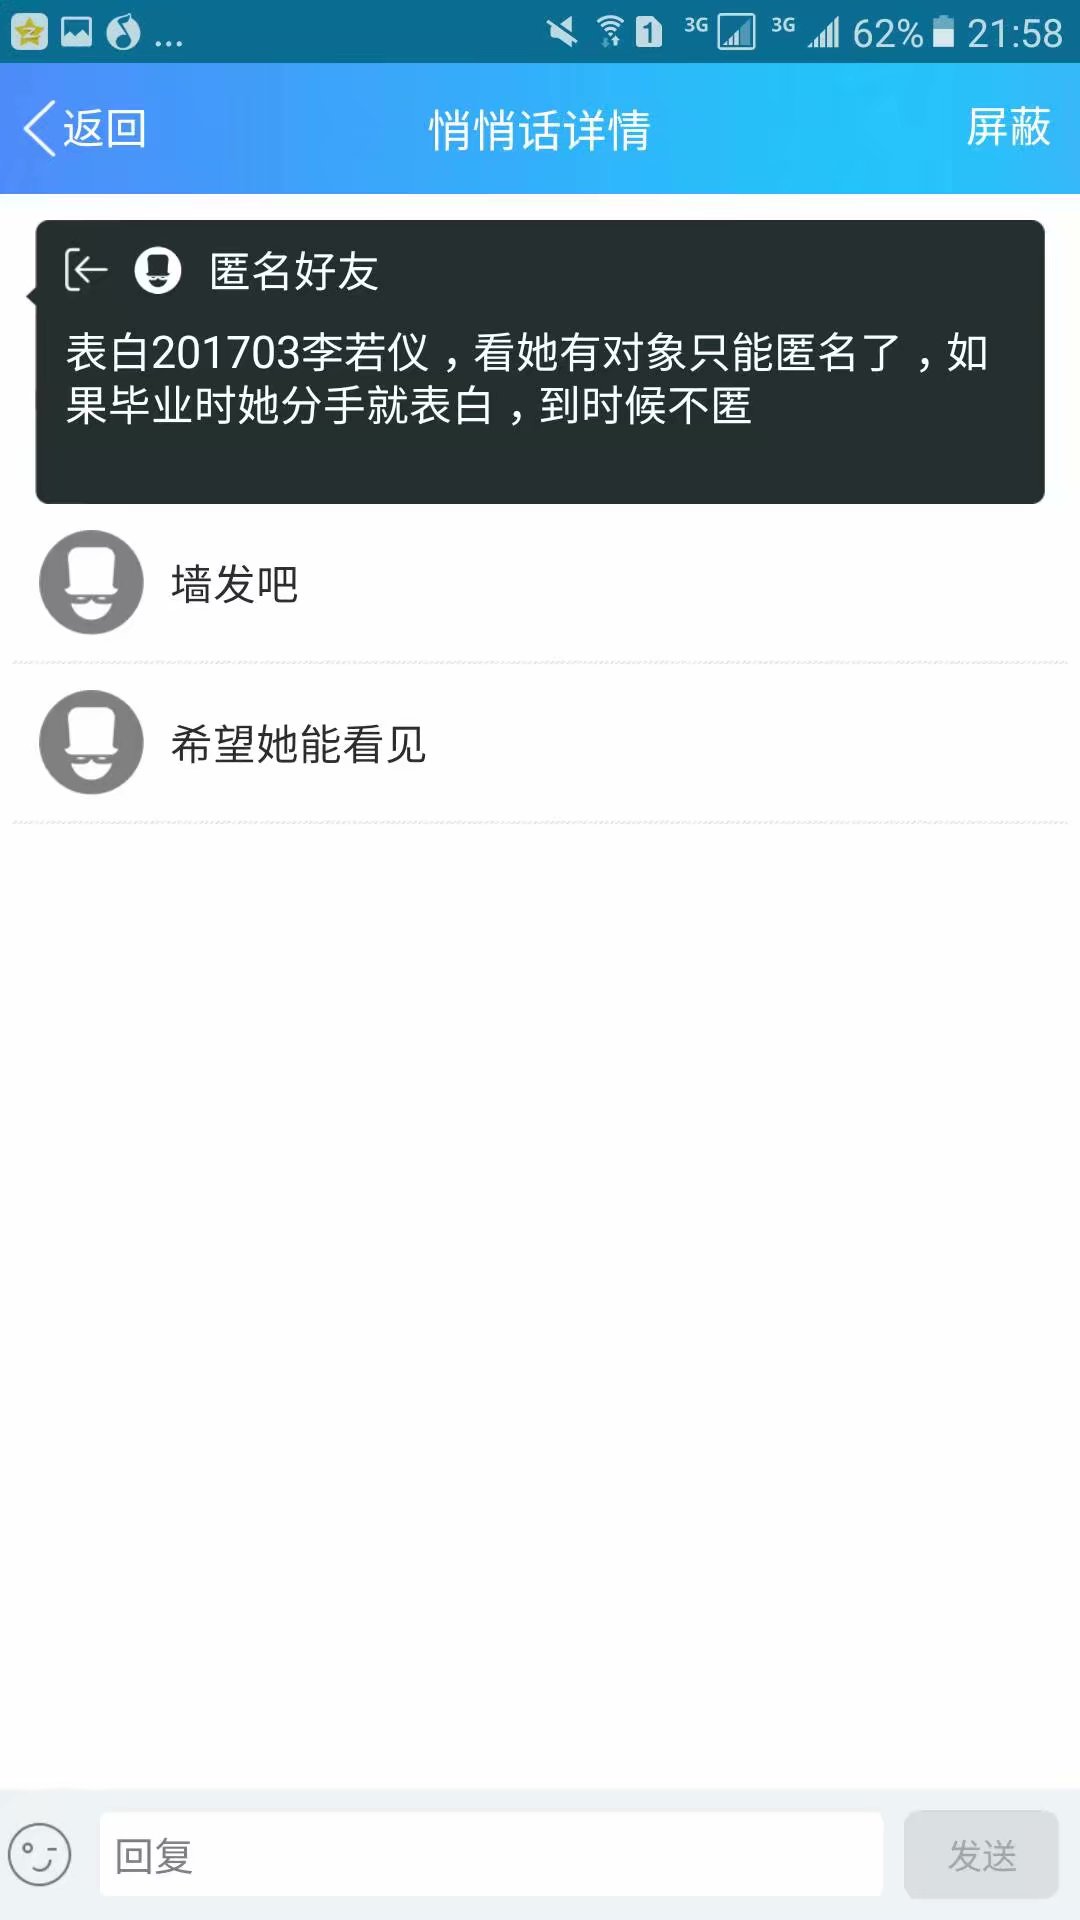 ... 1 3G 3G 62% 21:58
返回 悄悄话详情 屏蔽
匿名好友
表白201703李若仪，看她有对象只能匿名了，如
果毕业时她分手就表白，到时候不匿
墙发吧
希望她能看见
回复 发送